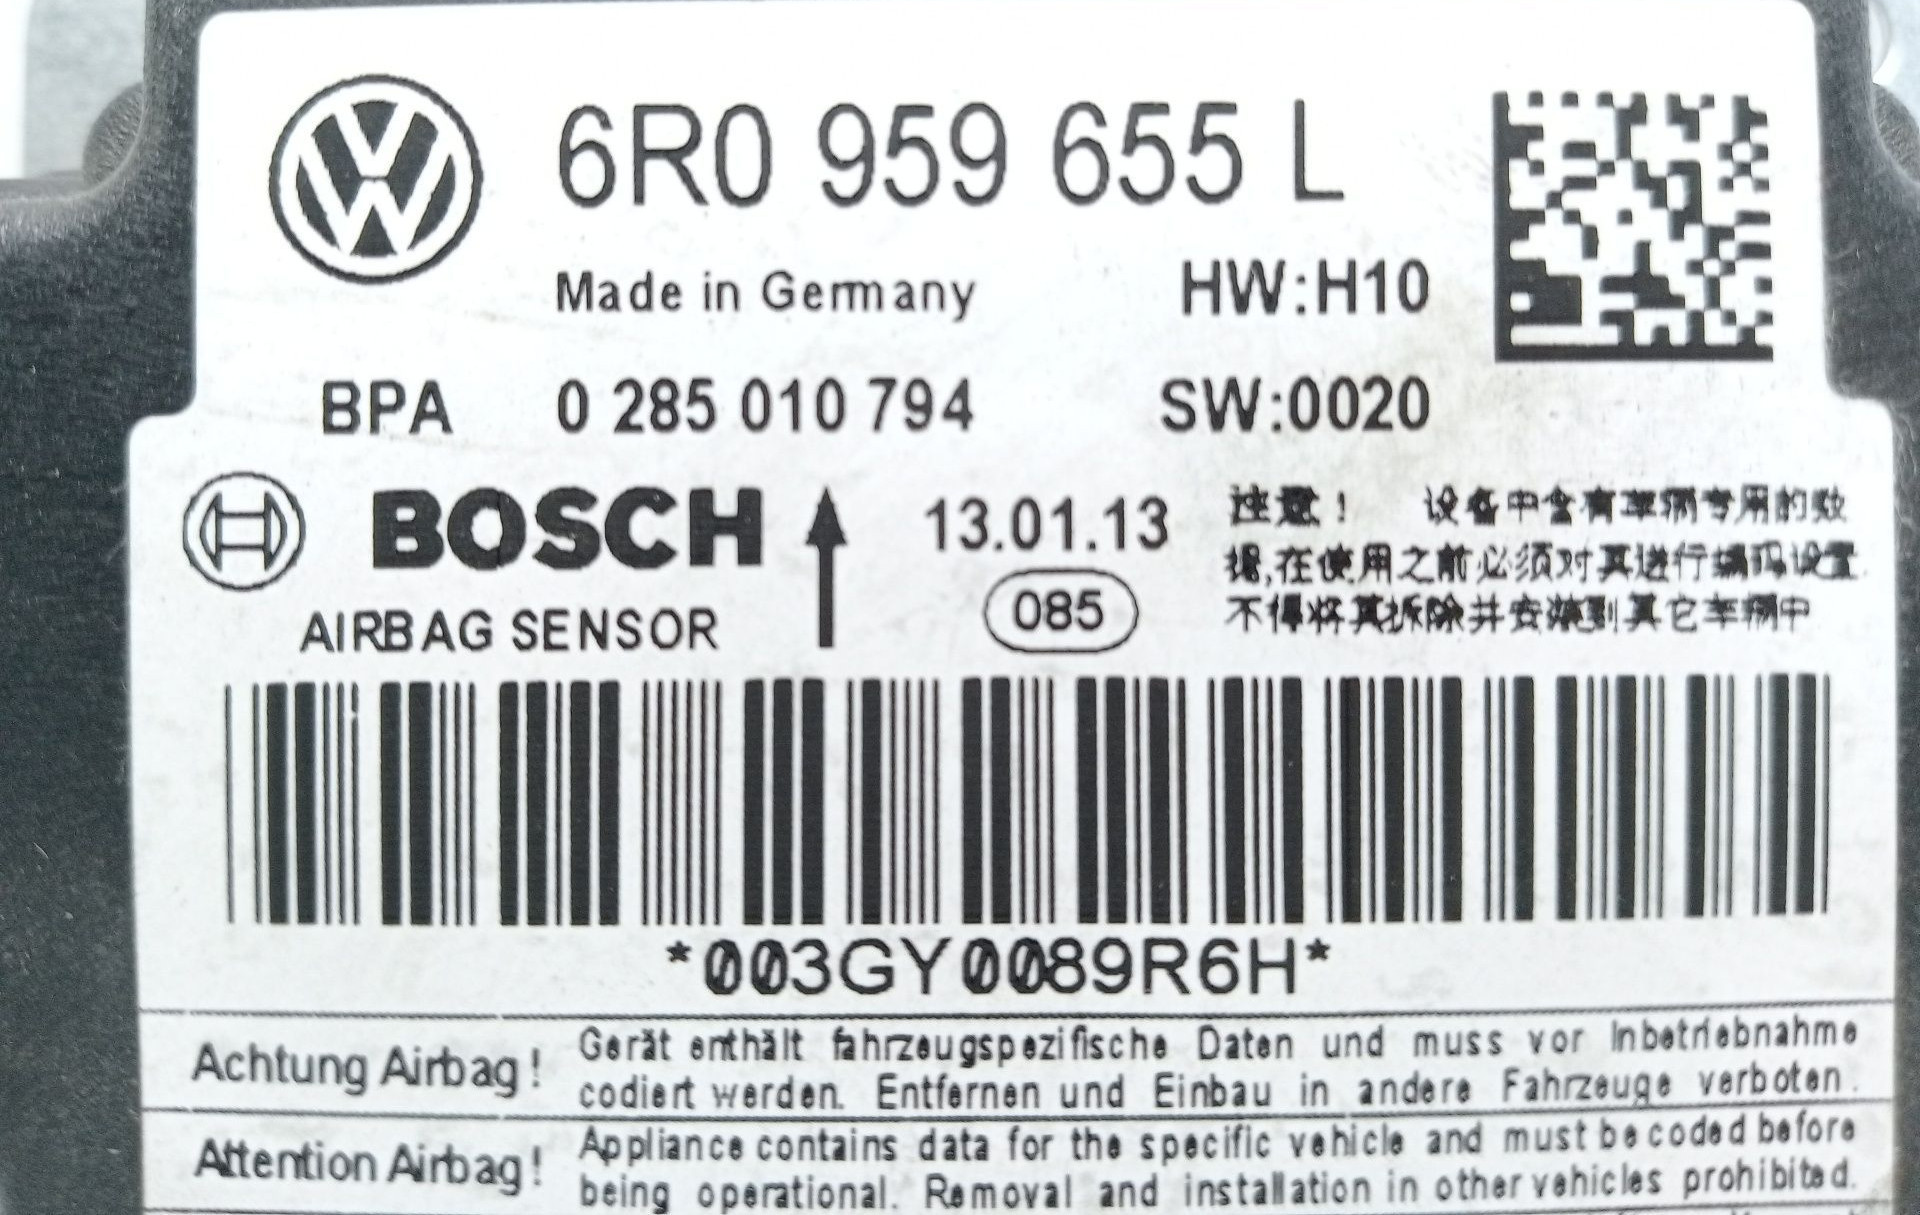 6R0 959 655 L
Made in Germany
HW:H10
BPA 0 285 010 794
SW:0020
BOSCH
13.01.13
AIRBAG SENSOR
085
注意! 设备中含有车辆专用的数
据,在使用之前必须对其进行编码设置.
不得将其拆除并安装到其它车辆中
*003GY0089R6H*
Achtung Airbag!
Gerät enthält fahrzeugspezifische Daten und muss vor Inbetriebnahme
codiert werden. Entfernen und Einbau in andere Fahrzeuge verboten.
Attention Airbag!
Appliance contains data for the specific vehicle and must be coded before
being operational. Removal and installation in other vehicles prohibited.